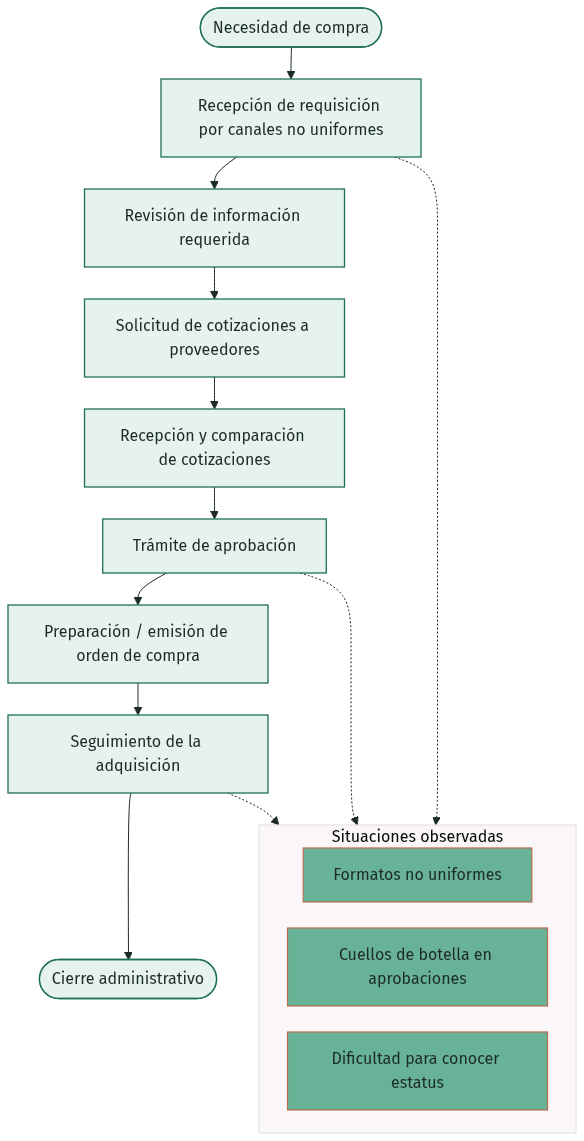 Necesidad de compra
Recepción de requisición
por canales no uniformes
Revisión de información
requerida
Solicitud de cotizaciones a
proveedores
Recepción y comparación
de cotizaciones
Trámite de aprobación
Preparación / emisión de
orden de compra
Seguimiento de la
adquisición
Situaciones observadas
Formatos no uniformes
Cuellos de botella en
aprobaciones
Cierre administrativo
Dificultad para conocer
estatus